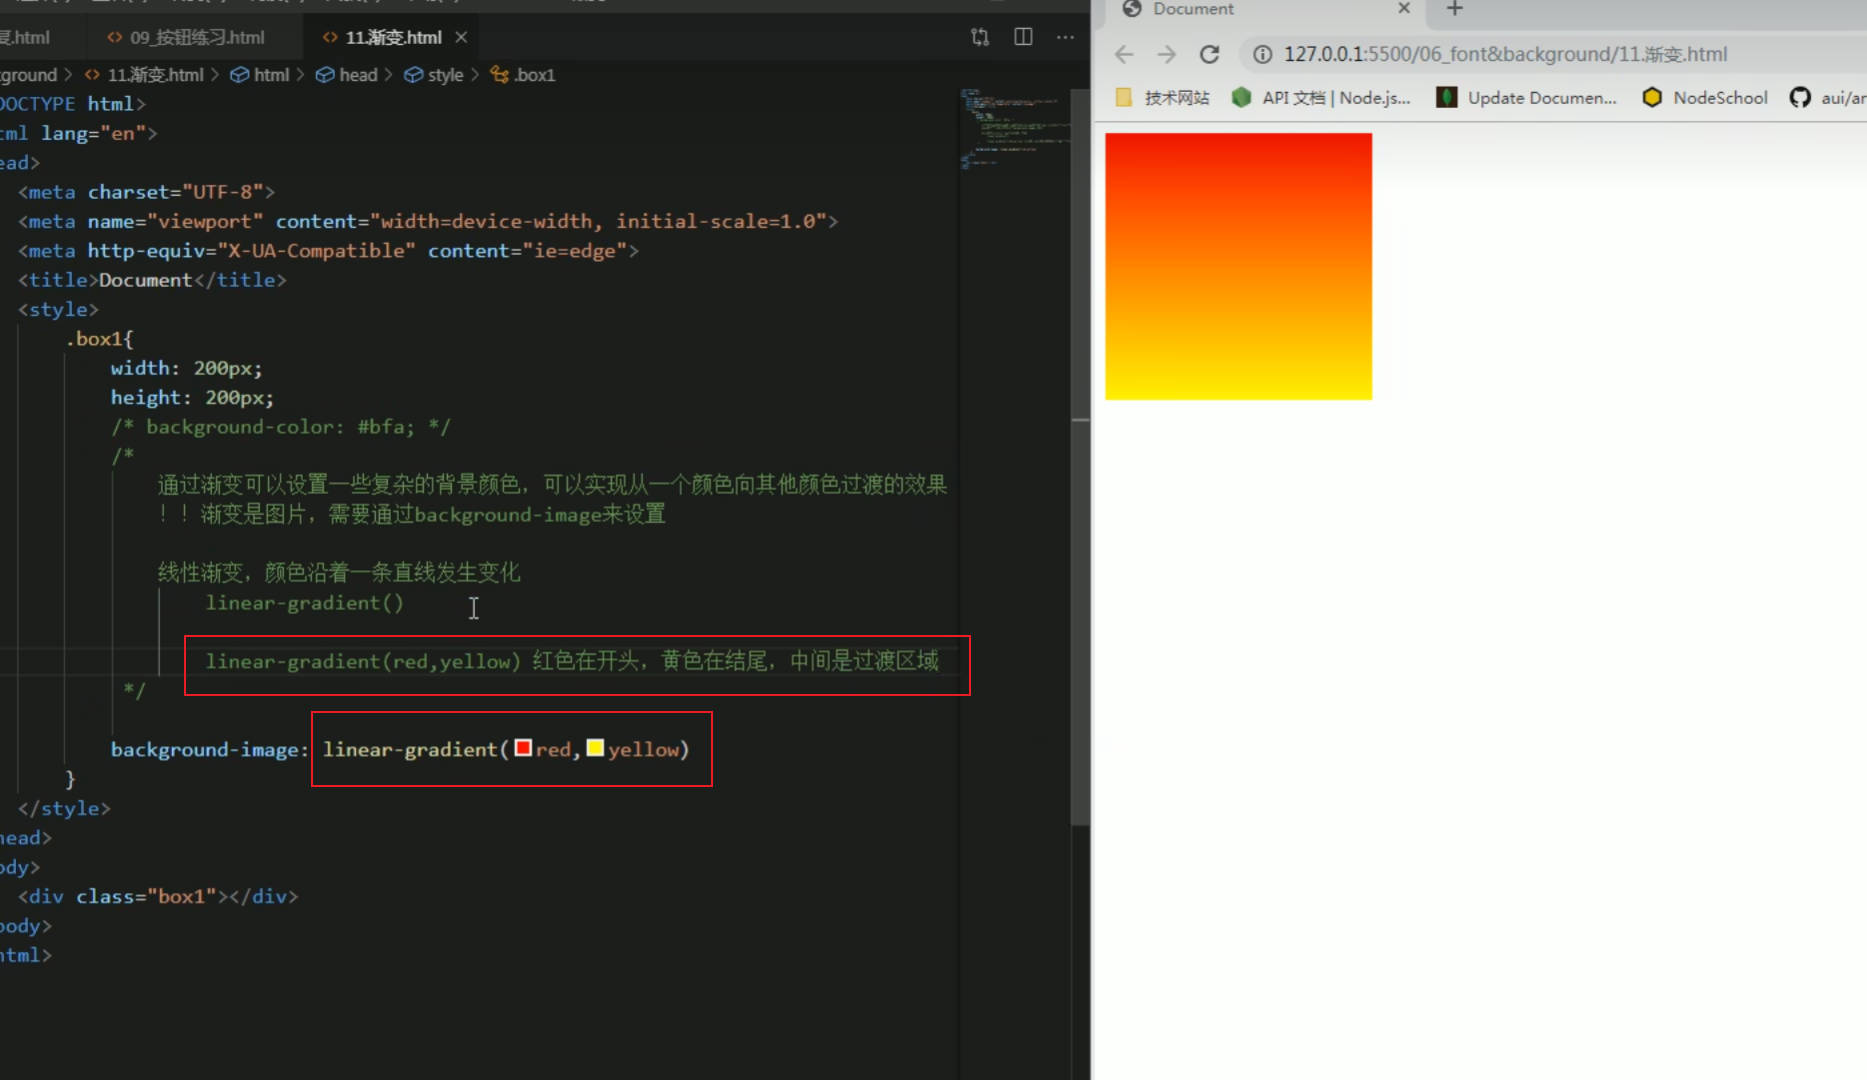 .html
09_按钮练习.html
11.渐变.html
ground > 11.渐变.html > html > head > style > .box1
DOCTYPE html>
tml lang="en">
ead>
<meta charset="UTF-8">
<meta name="viewport" content="width=device-width, initial-scale=1.0">
<meta http-equiv="X-UA-Compatible" content="ie=edge">
<title>Document</title>
<style>
.box1{
width: 200px;
height: 200px;
/* background-color: #bfa; */
/*
通过渐变可以设置一些复杂的背景颜色，可以实现从一个颜色向其他颜色过渡的效果
！！渐变是图片，需要通过background-image来设置
线性渐变，颜色沿着一条直线发生变化
linear-gradient()
linear-gradient(red,yellow) 红色在开头，黄色在结尾，中间是过渡区域
*/
background-image: linear-gradient(red,yellow)
}
</style>
head>
ody>
<div class="box1"></div>
body>
html>
Document
127.0.0.1:5500/06_font&background/11.渐变.html
技术网站
API 文档 | Node.js...
Update Documen...
NodeSchool
aui/ar